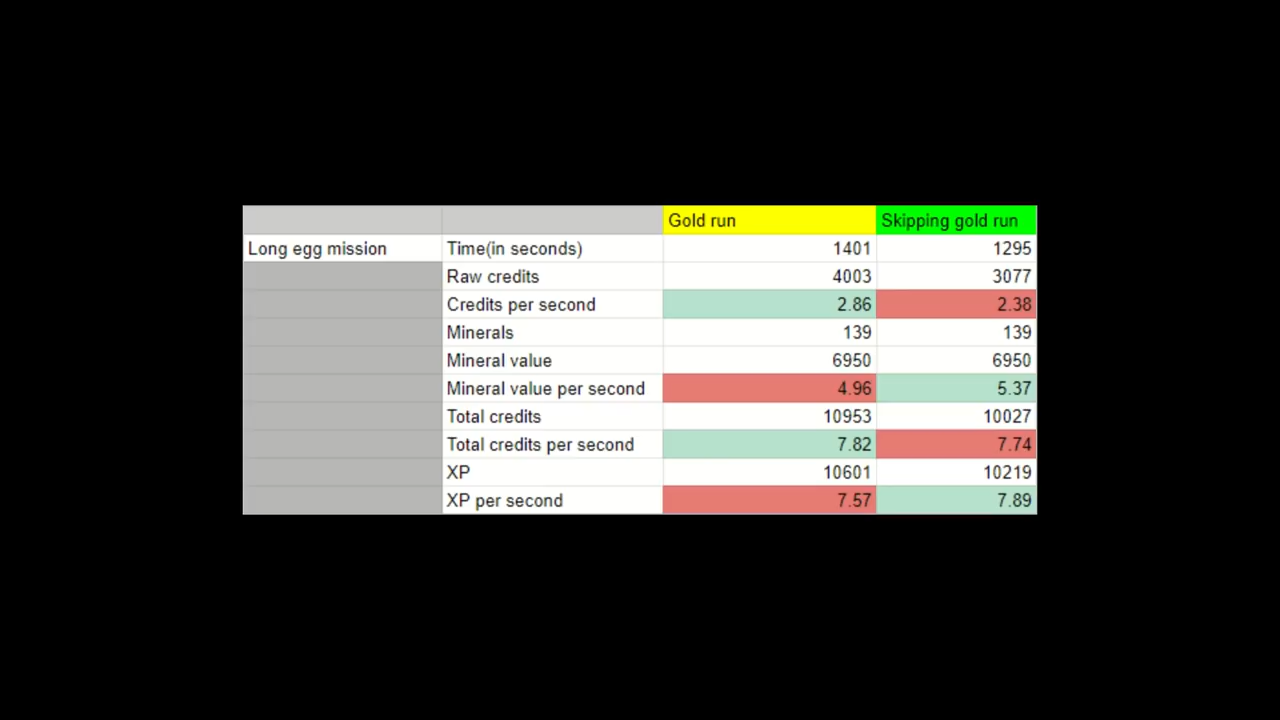 Gold run Skipping gold run
Long egg mission Time(in seconds) 1401 1295
Raw credits 4003 3077
Credits per second 2.86 2.38
Minerals 139 139
Mineral value 6950 6950
Mineral value per second 4.96 5.37
Total credits 10953 10027
Total credits per second 7.82 7.74
XP 10601 10219
XP per second 7.57 7.89